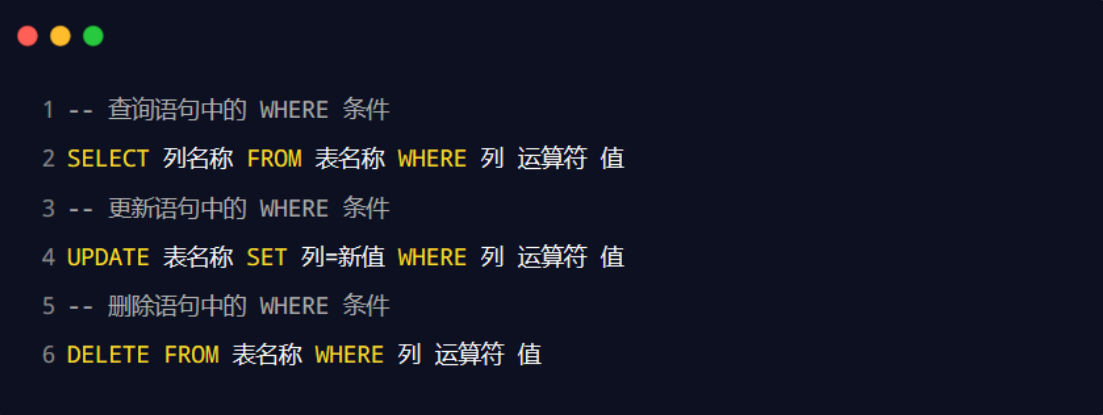 1 -- 查询语句中的 WHERE 条件
2 SELECT 列名称 FROM 表名称 WHERE 列 运算符 值
3 -- 更新语句中的 WHERE 条件
4 UPDATE 表名称 SET 列=新值 WHERE 列 运算符 值
5 -- 删除语句中的 WHERE 条件
6 DELETE FROM 表名称 WHERE 列 运算符 值